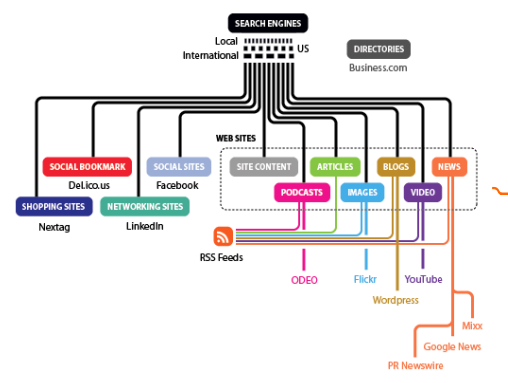 SEARCH ENGINES
Local
US
International
DIRECTORIES
Business.com
WEB SITES
SOCIAL BOOKMARK
Del.ico.us
SOCIAL SITES
Facebook
SITE CONTENT
ARTICLES
BLOGS
NEWS
PODCASTS
IMAGES
VIDEO
SHOPPING SITES
Nextag
NETWORKING SITES
LinkedIn
RSS Feeds
ODEO
Flickr
YouTube
Wordpress
Mixx
Google News
PR Newswire